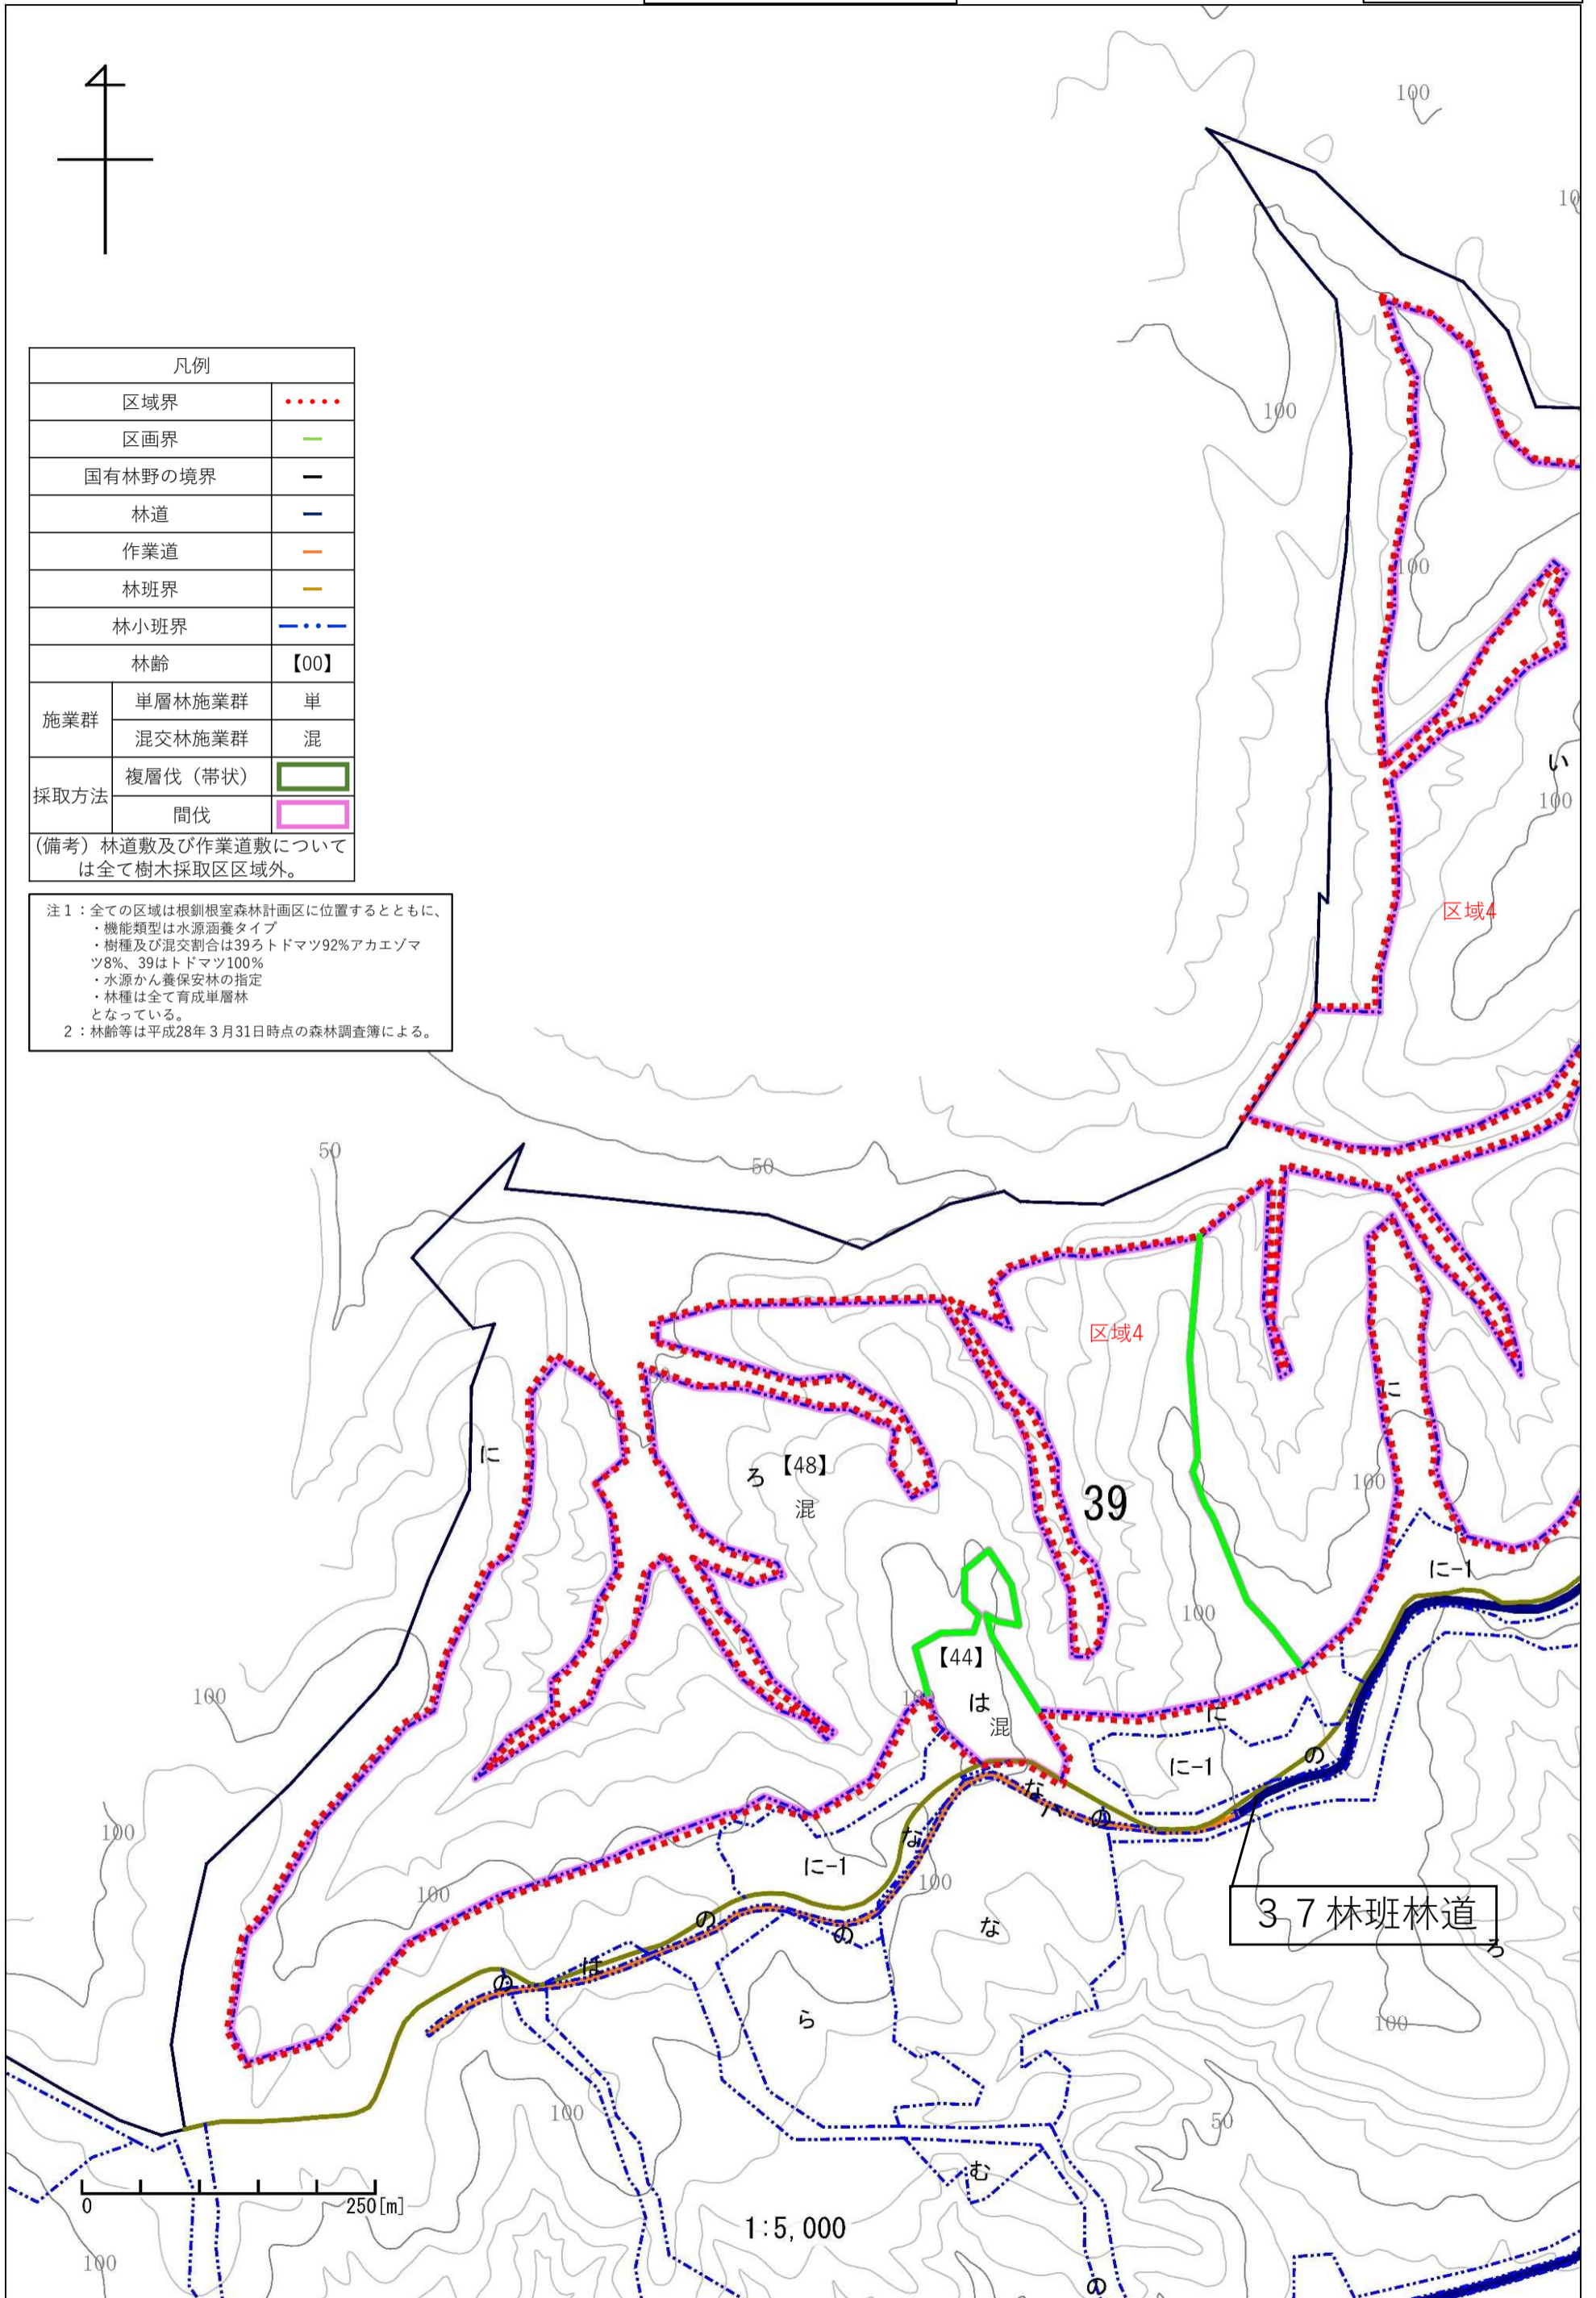 凡例
区域界
区画界
国有林野の境界
林道
作業道
林班界
林小班界
林齢 【00】
施業群 単層林施業群 単
混交林施業群 混
採取方法 複層伐（帯状）
間伐
(備考）林道敷及び作業道敷について
は全て樹木採取区区域外。
注１：全ての区域は根釧根室森林計画区に位置するとともに、
・機能類型は水源涵養タイプ
・樹種及び混交割合は39ろトドマツ92%アカエゾマ
ツ8%、39はトドマツ100%
・水源かん養保安林の指定
・林種は全て育成単層林
となっている。
２：林齢等は平成28年３月31日時点の森林調査簿による。
100
100
100
い
100
区域4
50
50
区域4
に
に
ろ 【48】
混
39
100
に-1
100
【44】
は
混
100
に
に-1
の
な
の
100
な
に-1
100
100
３７林班林道
の
の
な
ろ
の
は
ら
100
100
50
む
0 250[m]
1:5,000
100
の